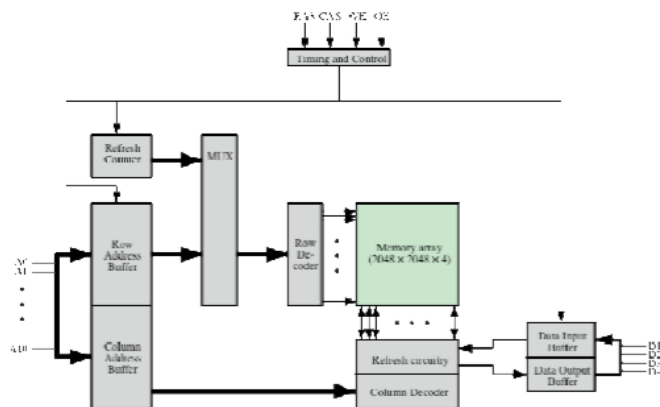 RAS CAS WE OE
Timing and Control
Refresh
Counter
MUX
Row
Address
Buffer
Row
De-
coder
Memory array
(2048 × 2048 × 4)
A0
A1
Column
Address
Buffer
A10
Refresh circuitry
Column Decoder
Data Input
Buffer
Data Output
Buffer
D1
D2
D3
D4